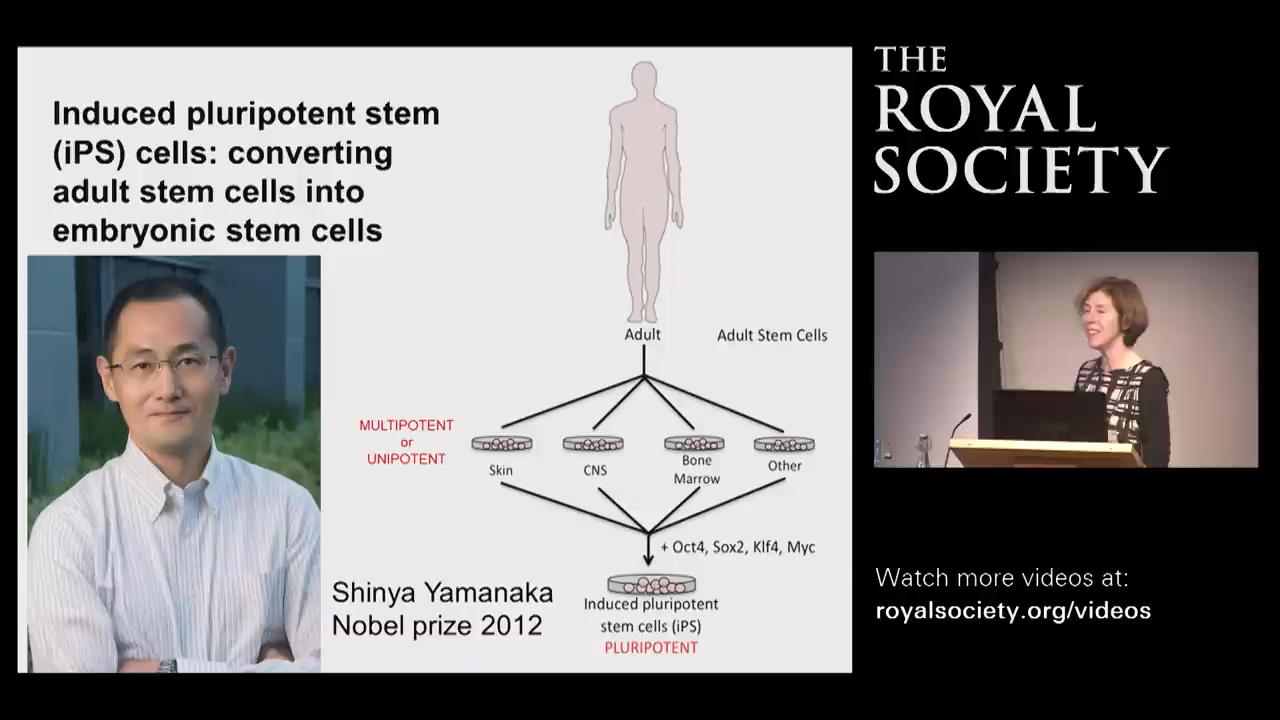 Induced pluripotent stem
(iPS) cells: converting
adult stem cells into
embryonic stem cells
Adult
Adult Stem Cells
MULTIPOTENT
or
UNIPOTENT
Skin
CNS
Bone
Marrow
Other
+ Oct4, Sox2, Klf4, Myc
Shinya Yamanaka
Nobel prize 2012
Induced pluripotent
stem cells (iPS)
PLURIPOTENT
THE
ROYAL
SOCIETY
Watch more videos at:
royalsociety.org/videos